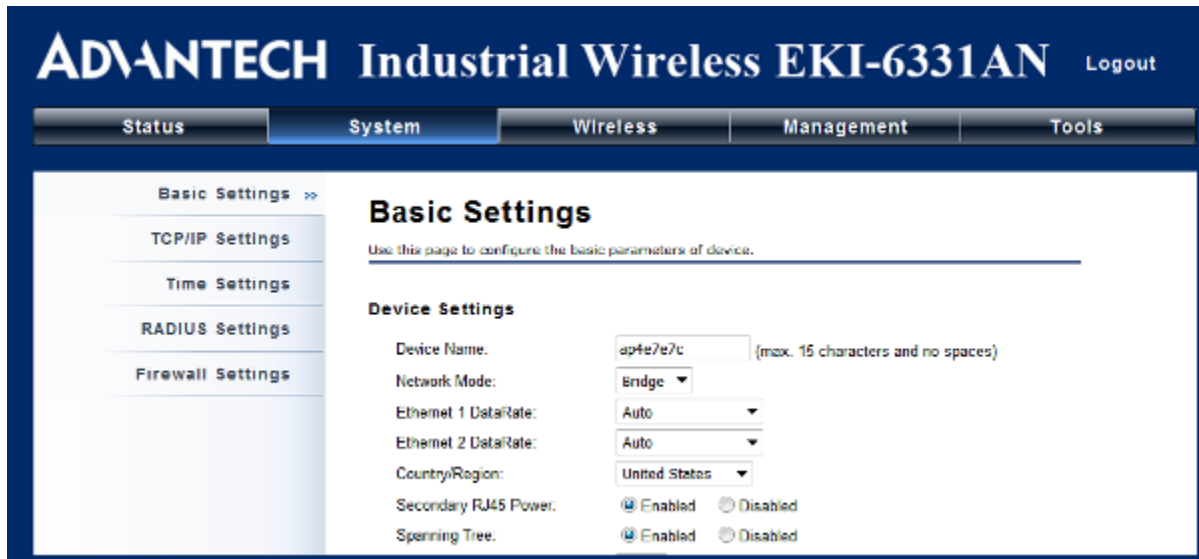 ADVANTECH Industrial Wireless EKI-6331AN Logout
Status System Wireless Management Tools
Basic Settings »
TCP/IP Settings
Time Settings
RADIUS Settings
Firewall Settings
Basic Settings
Use this page to configure the basic parameters of device.
Device Settings
Device Name: ap4e7e7c (max. 15 characters and no spaces)
Network Mode: Bridge
Ethernet 1 DataRate: Auto
Ethernet 2 DataRate: Auto
Country/Region: United States
Secondary RJ45 Power: Enabled Disabled
Spanning Tree: Enabled Disabled